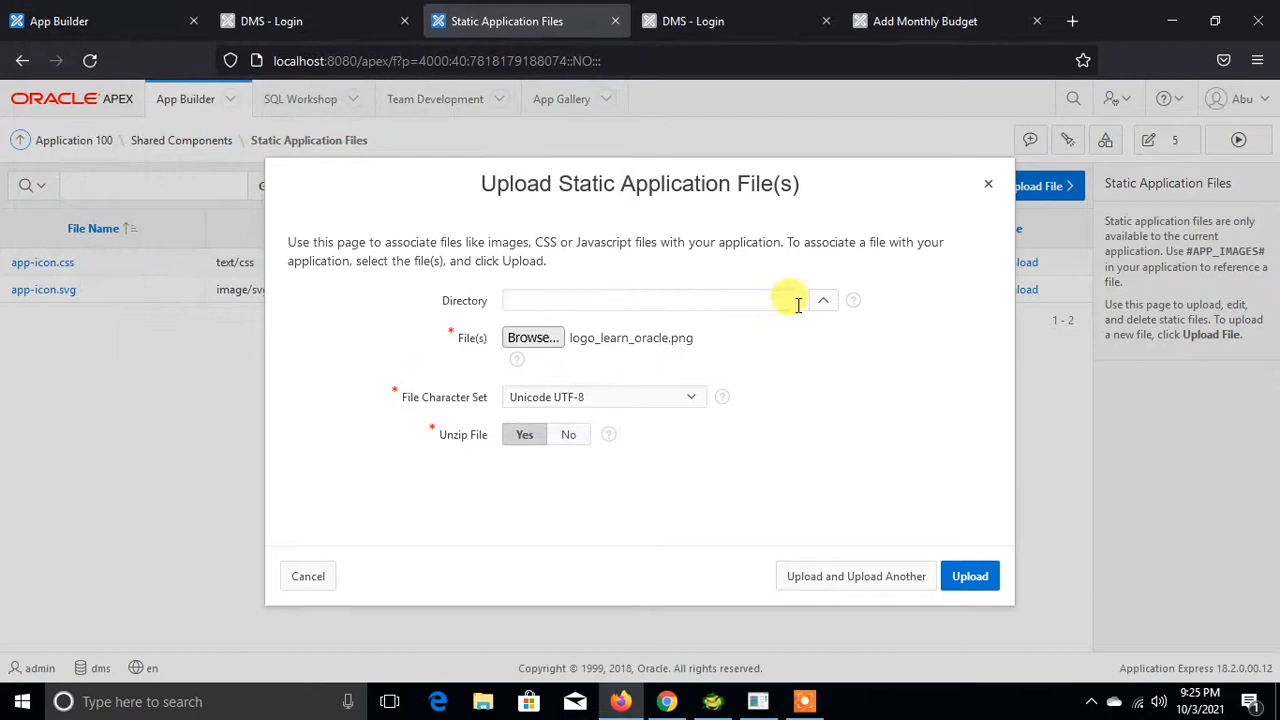 App Builder
DMS - Login
Static Application Files
DMS - Login
Add Monthly Budget
localhost:8080/apex/f?p=4000:40:7818179188074::NO:::
ORACLE APEX
App Builder
SQL Workshop
Team Development
App Gallery
Abu
Application 100 \ Shared Components \ Static Application Files
5
Upload Static Application File(s)
Use this page to associate files like images, CSS or Javascript files with your application. To associate a file with your
application, select the file(s), and click Upload.
Directory
* File(s) Browse... logo_learn_oracle.png
* File Character Set Unicode UTF-8
* Unzip File Yes No
Cancel
Upload and Upload Another
Upload
pload File
File Name
app-icon.css
text/css
pload
app-icon.svg
image/sv
load
1 - 2
Static Application Files
Static application files are only
available to the current
application. Use #APP_IMAGES#
in your application to reference a
file.
Use this page to upload, edit,
and delete static files. To upload
a new file, click Upload File.
admin
dms
en
Copyright © 1999, 2018, Oracle. All rights reserved.
Application Express 18.2.0.00.12
Type here to search
9:25 PM
10/3/2021